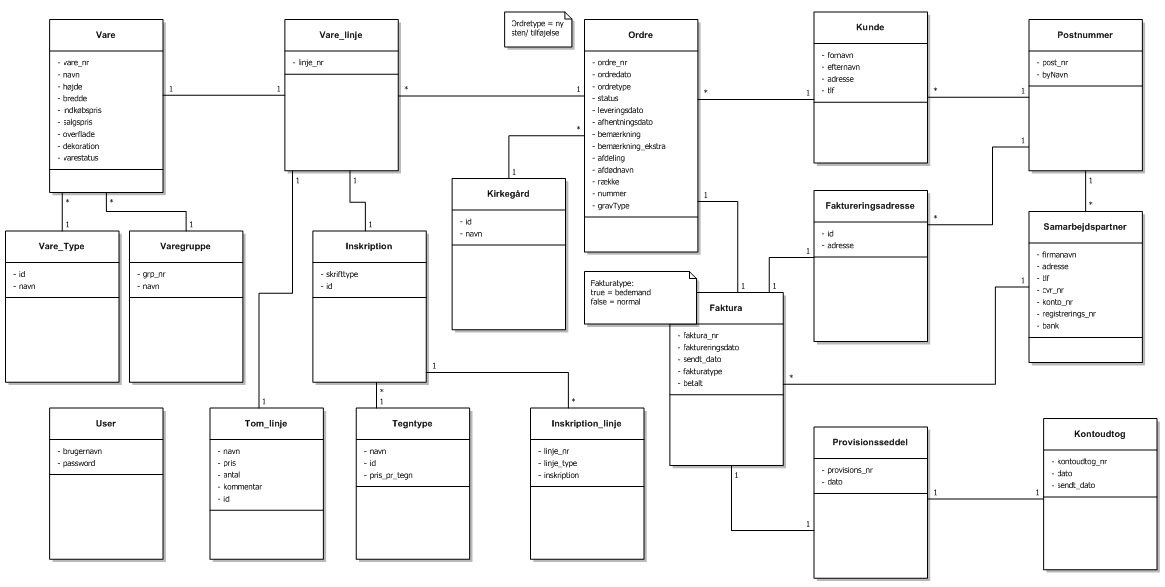 Vare
- vare_nr
- navn
- højde
- bredde
- indkøbspris
- salgspris
- overflade
- dekoration
- varestatus
1
1
*
*
Vare_linje
- linje_nr
*
1
1
1
Ordretype = ny
sten/ tilføjelse
Ordre
- ordre_nr
- ordredato
- ordretype
- status
- leveringsdato
- afhentningsdato
- bemærkning
- bemærkning_ekstra
- afdeling
- afdødnavn
- række
- nummer
- gravType
*
*
1
1
Kunde
- fornavn
- efternavn
- adresse
- tlf
1
*
Postnummer
- post_nr
- byNavn
1
1
1
*
Vare_Type
- id
- navn
1
Varegruppe
- grp_nr
- navn
1
Inskription
- skrifttype
- id
1
1
*
Kirkegård
- id
- navn
1
Faktureringsadresse
- id
- adresse
*
1
Samarbejdspartner
- firmanavn
- adresse
- tlf
- cvr_nr
- konto_nr
- registrerings_nr
- bank
1
Fakturatype:
true = bedemand
false = normal
Faktura
- faktura_nr
- faktureringsdato
- sendt_dato
- fakturatype
- betalt
1
1
*
1
User
- brugernavn
- password
Tom_linje
- navn
- pris
- antal
- kommentar
- id
1
Tegntype
- navn
- id
- pris_pr_tegn
1
Inskription_linje
- linje_nr
- linje_type
- inskription
*
Provisionsseddel
- provisions_nr
- dato
1
1
Kontoudtog
- kontoudtog_nr
- dato
- sendt_dato
1